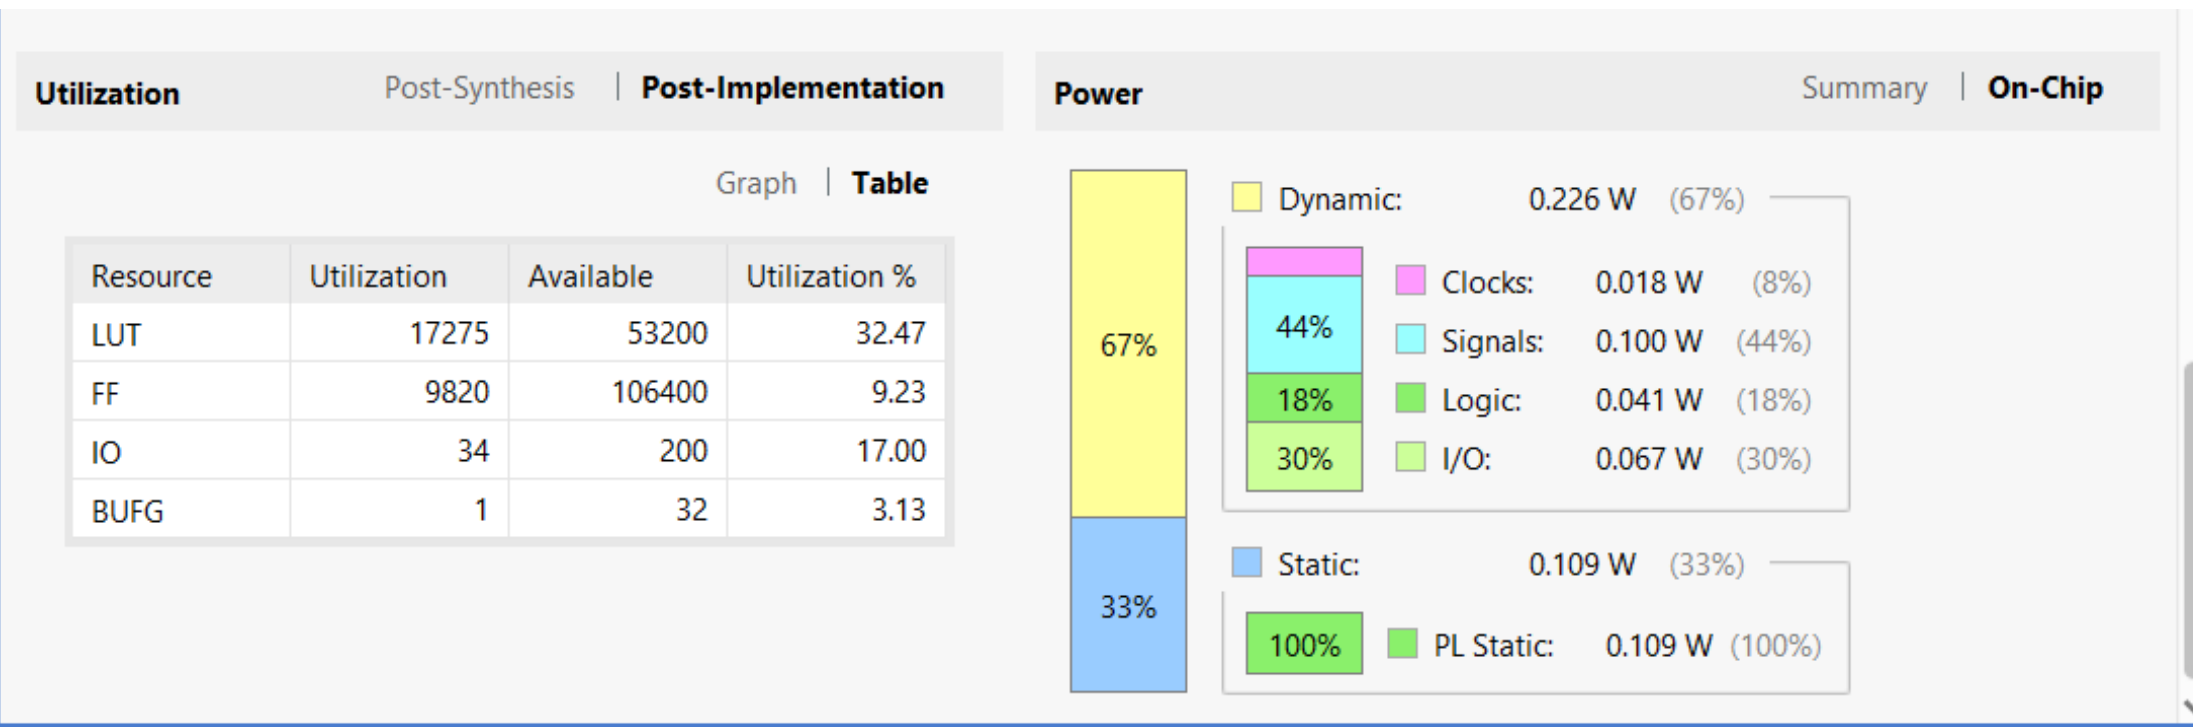 Utilization Post-Synthesis | Post-Implementation
Graph | Table
Resource Utilization Available Utilization %
LUT 17275 53200 32.47
FF 9820 106400 9.23
IO 34 200 17.00
BUFG 1 32 3.13
Power Summary | On-Chip
67%
33%
Dynamic: 0.226 W (67%)
44%
18%
30%
Clocks: 0.018 W (8%)
Signals: 0.100 W (44%)
Logic: 0.041 W (18%)
I/O: 0.067 W (30%)
Static: 0.109 W (33%)
100% PL Static: 0.109 W (100%)